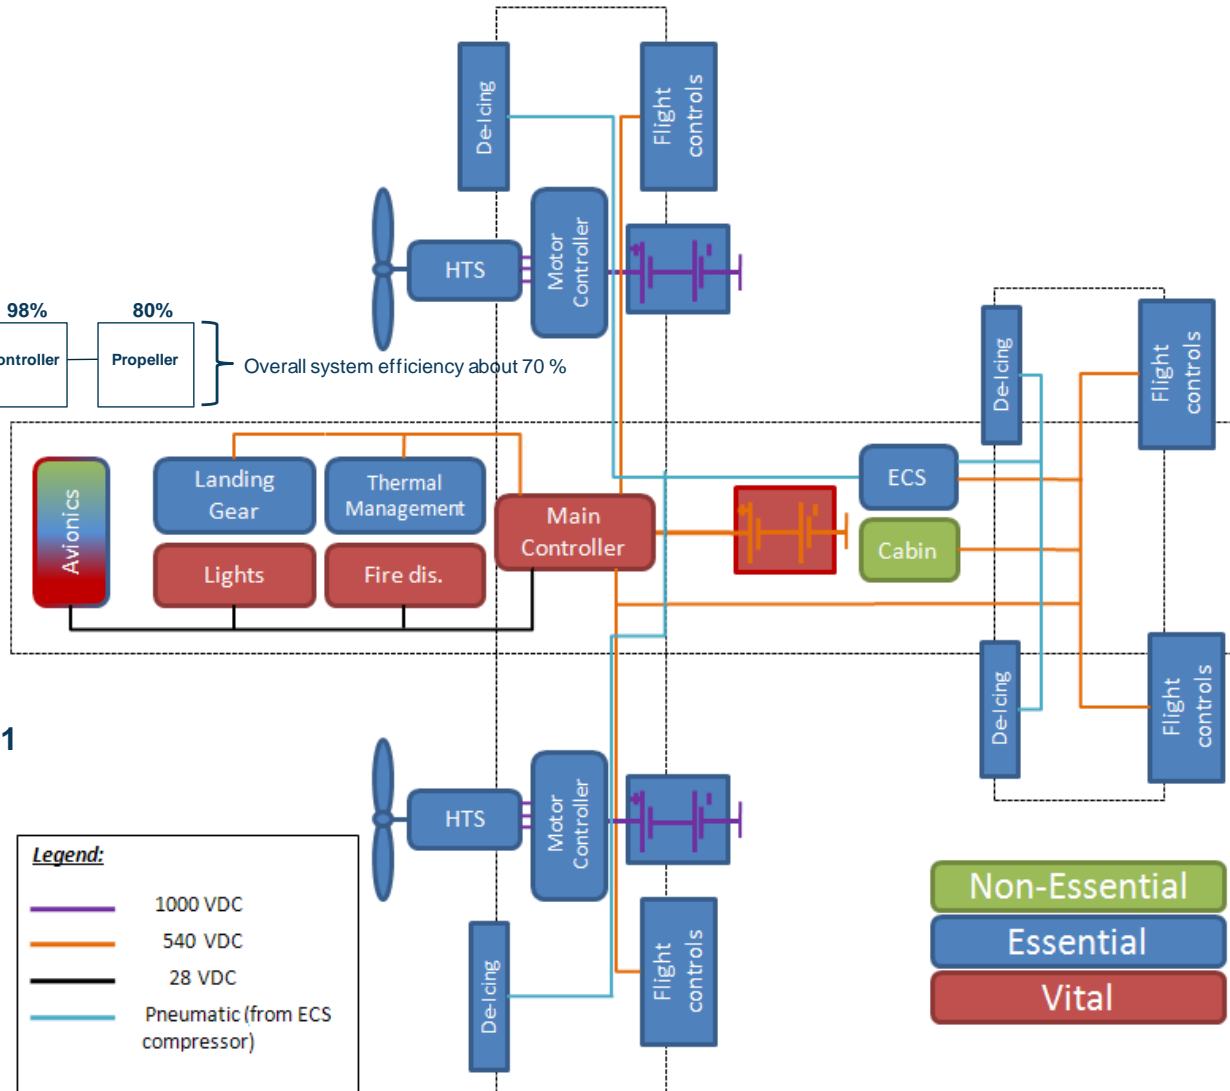 De-Icing
Flight
controls
HTS
Motor
Controller
98%
80%
ontroller
Propeller
Overall system efficiency about 70 %
De-Icing
Flight
controls
Avionics
Landing
Gear
Thermal
Management
Lights
Fire dis.
Main
Controller
ECS
Cabin
De-Icing
Flight
controls
1
HTS
Motor
Controller
De-Icing
Flight
controls
Legend:
1000 VDC
540 VDC
28 VDC
Pneumatic (from ECS
compressor)
Non-Essential
Essential
Vital